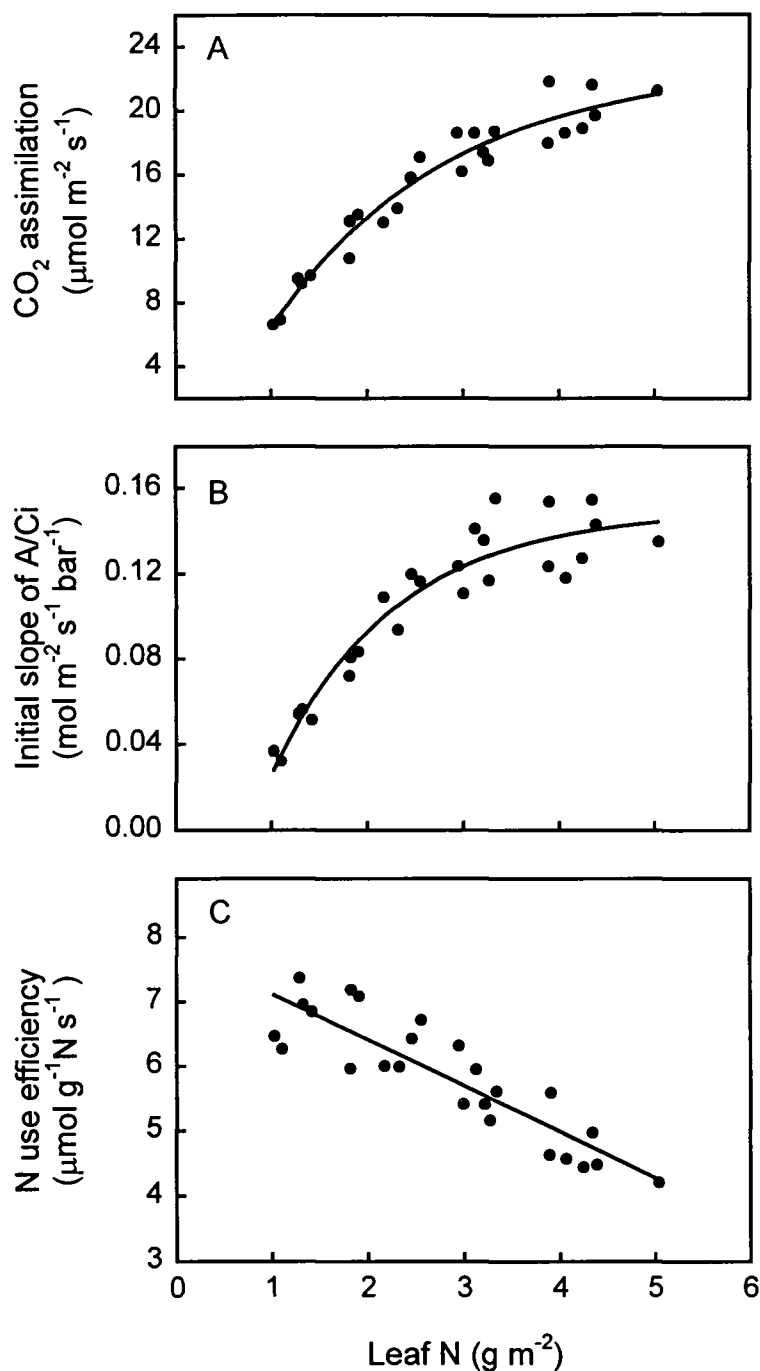 A
24
20
16
12
8
4
CO₂ assimilation
(μmol m⁻² s⁻¹)
B
0.16
0.12
0.08
0.04
0.00
Initial slope of A/Ci
(mol m⁻² s⁻¹ bar⁻¹)
C
8
7
6
5
4
3
N use efficiency
(μmol g⁻¹N s⁻¹)
0 1 2 3 4 5 6
Leaf N (g m⁻²)